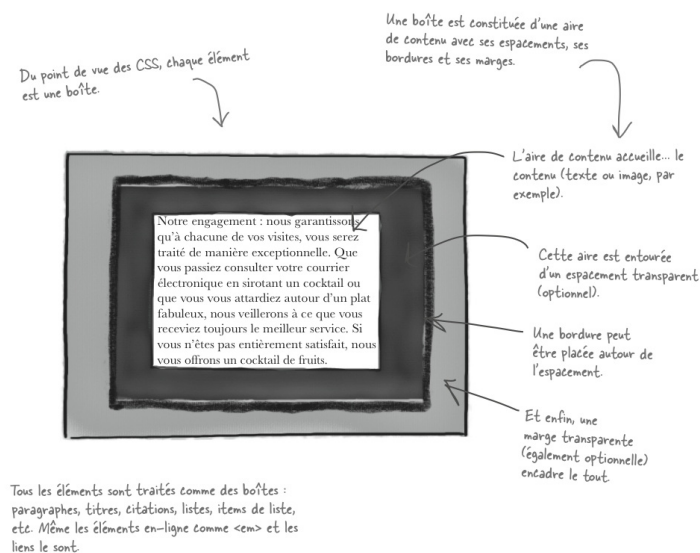 Une boîte est constituée d'une aire
de contenu avec ses espacements, ses
bordures et ses marges.
Du point de vue des CSS, chaque élément
est une boîte.
L'aire de contenu accueille... le
contenu (texte ou image, par
exemple).
Notre engagement : nous garantissons
qu'à chacune de vos visites, vous serez
traité de manière exceptionnelle. Que
vous passiez consulter votre courrier
électronique en sirotant un cocktail ou
que vous vous attardiez autour d'un plat
fabuleux, nous veillerons à ce que vous
receviez toujours le meilleur service. Si
vous n'êtes pas entièrement satisfait, nous
vous offrons un cocktail de fruits.
Cette aire est entourée
d'un espacement transparent
(optionnel).
Une bordure peut
être placée autour de
l'espacement.
Et enfin, une
marge transparente
(également optionnelle)
encadre le tout.
Tous les éléments sont traités comme des boîtes :
paragraphes, titres, citations, listes, items de liste,
etc. Même les éléments en-ligne comme <em> et les
liens le sont.